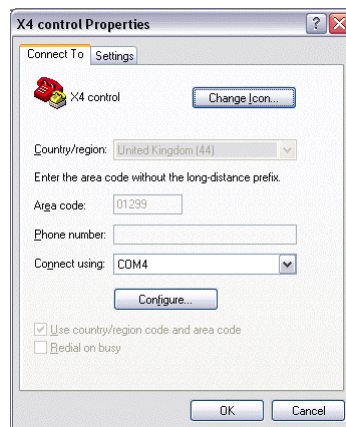 X4 control Properties
Connect To Settings
X4 control Change Icon...
Country/region: United Kingdom (44)
Enter the area code without the long-distance prefix.
Area code: 01299
Phone number:
Connect using: COM4
Configure...
Use country/region code and area code
Redial on busy
OK Cancel